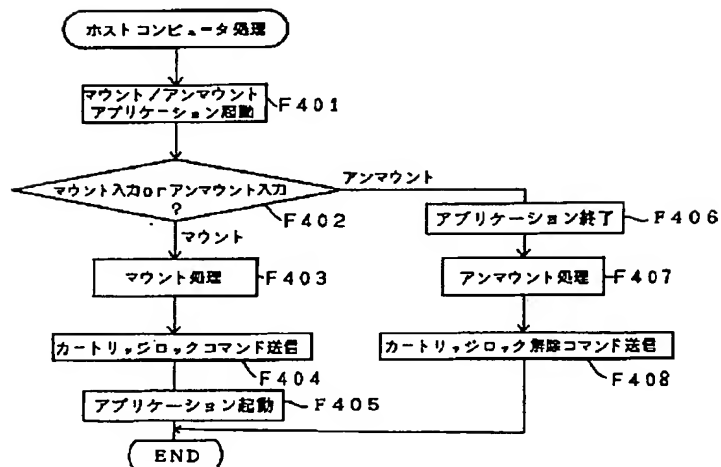 ホストコンピュータ処理
マウント/アンマウント
アプリケーション起動
F401
マウント入力orアンマウント入力
?
F402
アンマウント
マウント
アプリケーション終了
F406
マウント処理
F403
アンマウント処理
F407
カートリッジロックコマンド送信
F404
カートリッジロック解除コマンド送信
F408
アプリケーション起動
F405
END